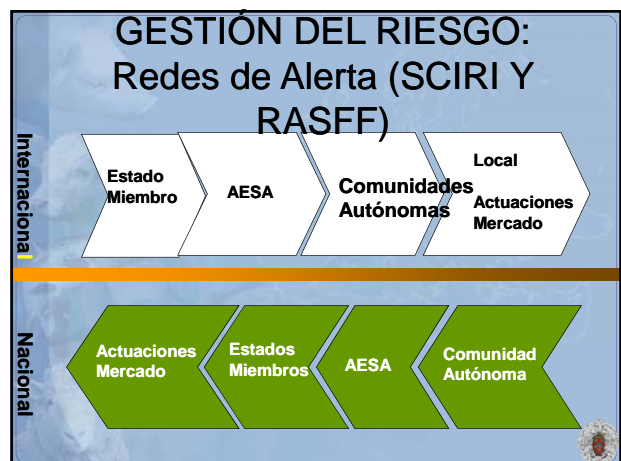 GESTIÓN DEL RIESGO:
Redes de Alerta (SCIRI Y
RASFF)
Internacional
Estado
Miembro
AESA
Comunidades
Autónomas
Local
Actuaciones
Mercado
Nacional
Actuaciones
Mercado
Estados
Miembros
AESA
Comunidad
Autónoma